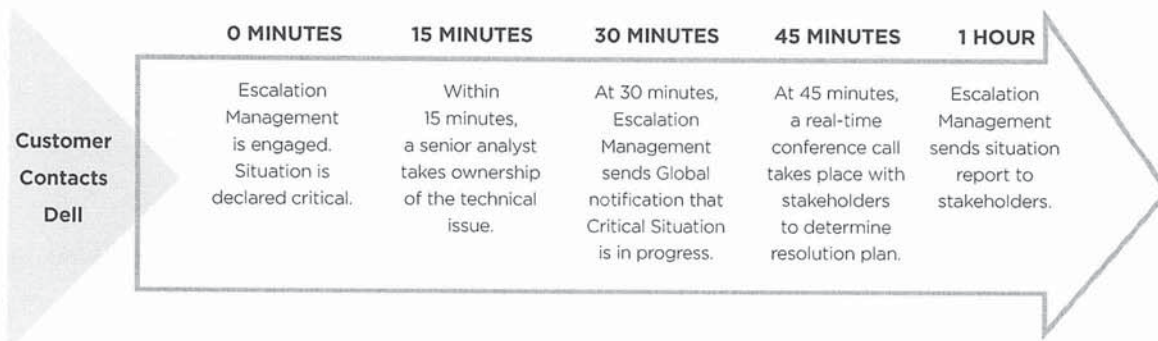 Customer
Contacts
Dell
0 MINUTES
Escalation
Management
is engaged.
Situation is
declared critical.
15 MINUTES
Within
15 minutes,
a senior analyst
takes ownership
of the technical
issue.
30 MINUTES
At 30 minutes,
Escalation
Management
sends Global
notification that
Critical Situation
is in progress.
45 MINUTES
At 45 minutes,
a real-time
conference call
takes place with
stakeholders
to determine
resolution plan.
1 HOUR
Escalation
Management
sends situation
report to
stakeholders.